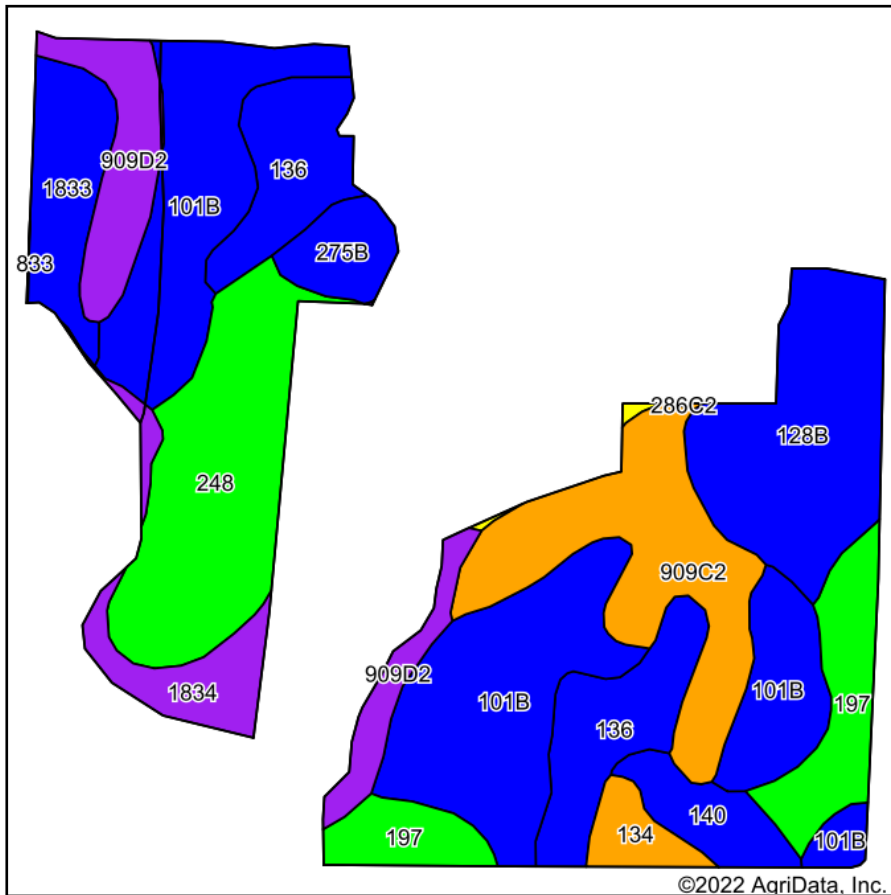 909D2
1833
136
101B
275B
833
286C2
128B
248
909C2
909D2
1834
101B
101B
197
136
140
197
134
101B
©2022 AgriData, Inc.